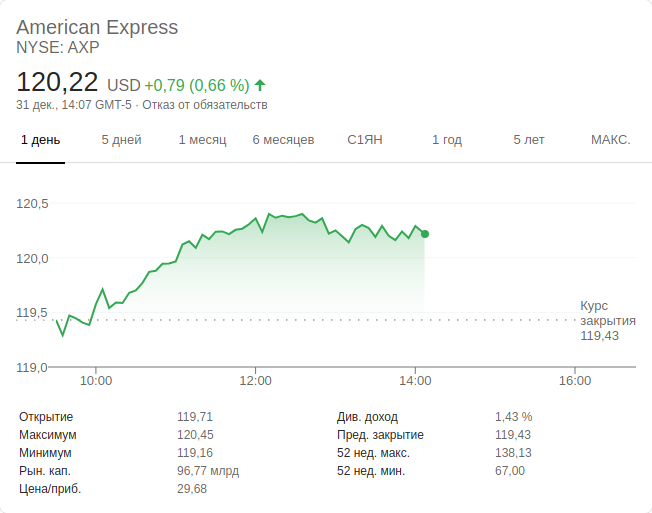 American Express
NYSE: AXP
120,22 USD +0,79 (0,66 %)
31 дек., 14:07 GMT-5 · Отказ от обязательств
1 день 5 дней 1 месяц 6 месяцев С1ЯН 1 год 5 лет МАКС.
120,5
120,0
119,5
119,0
Курс
закрытия
119,43
10:00 12:00 14:00 16:00
Открытие 119,71 Див. доход 1,43 %
Максимум 120,45 Пред. закрытие 119,43
Минимум 119,16 52 нед. макс. 138,13
Рын. кап. 96,77 млрд 52 нед. мин. 67,00
Цена/приб. 29,68